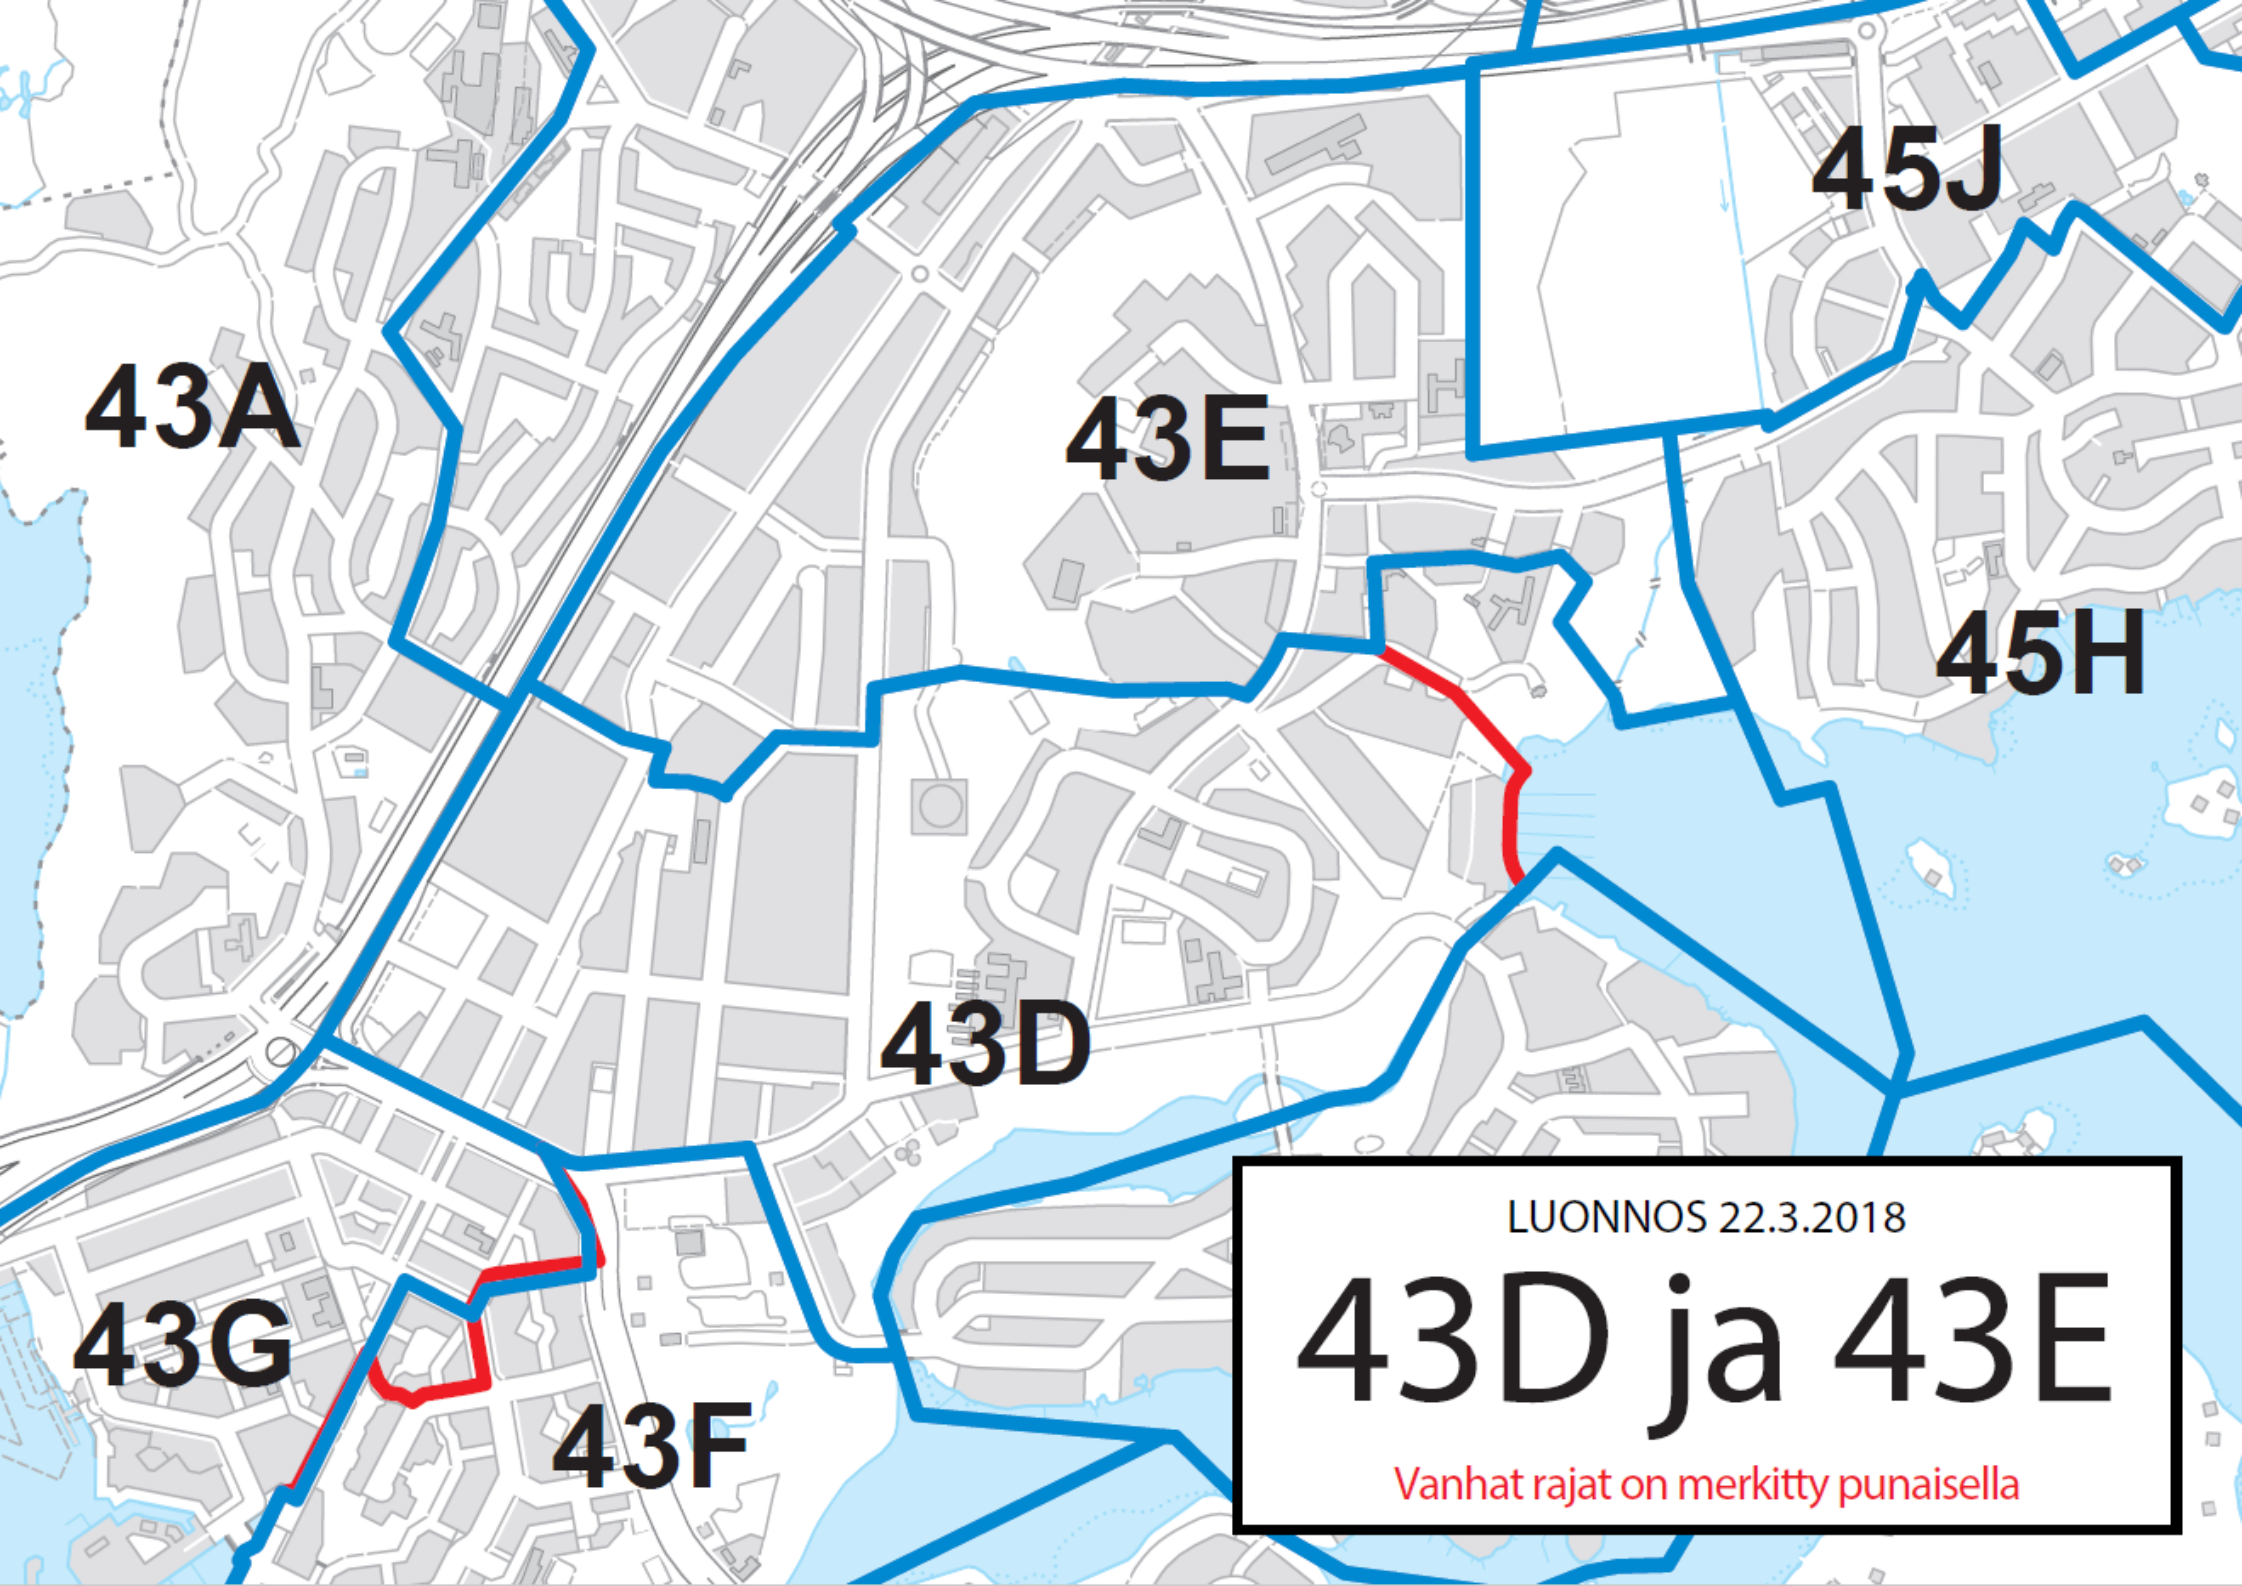 45J
43A
43E
45H
43D
43G
43F
LUONNOS 22.3.2018
43D ja 43E
Vanhat rajat on merkitty punaisella